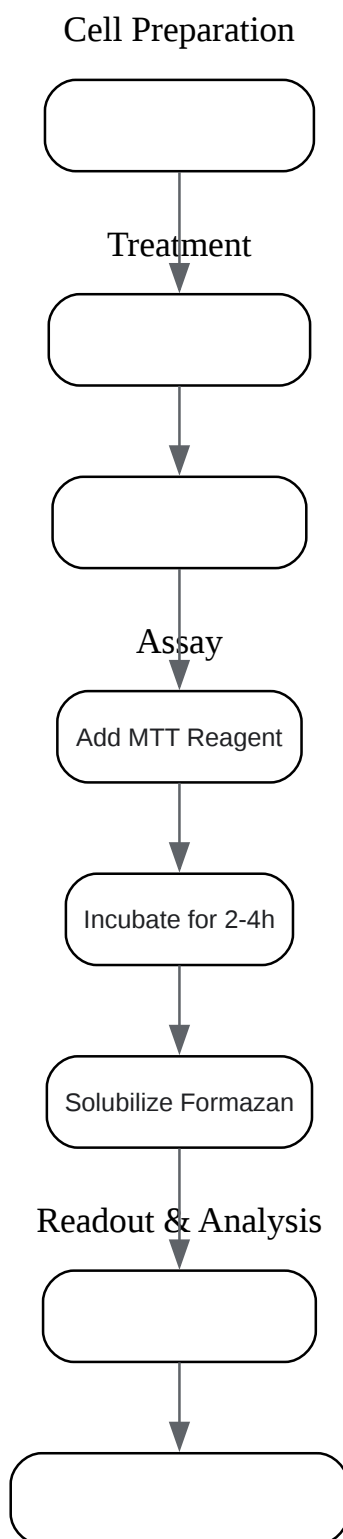 Cell Preparation
Treatment
Assay
Add MTT Reagent
Incubate for 2-4h
Solubilize Formazan
Readout & Analysis